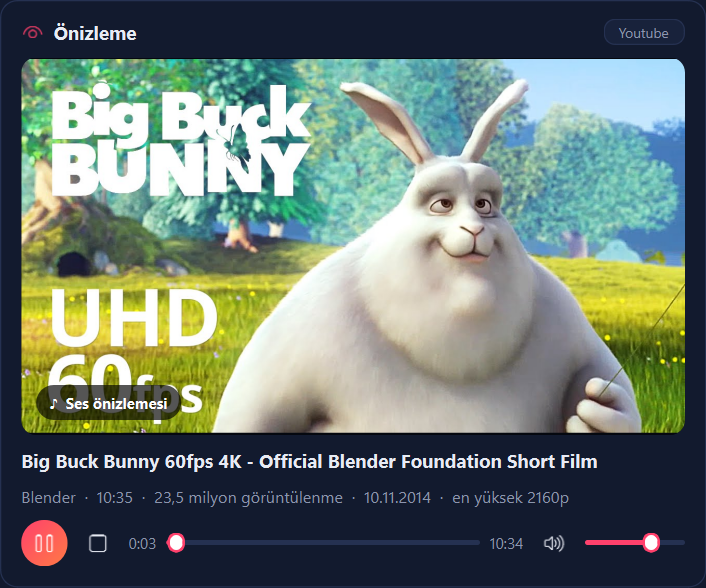 Önizleme
Youtube
Big Buck
BUNNY
UHD
60fps
♪ Ses önizlemesi
Big Buck Bunny 60fps 4K - Official Blender Foundation Short Film
Blender · 10:35 · 23,5 milyon görüntülenme · 10.11.2014 · en yüksek 2160p
0:03
10:34